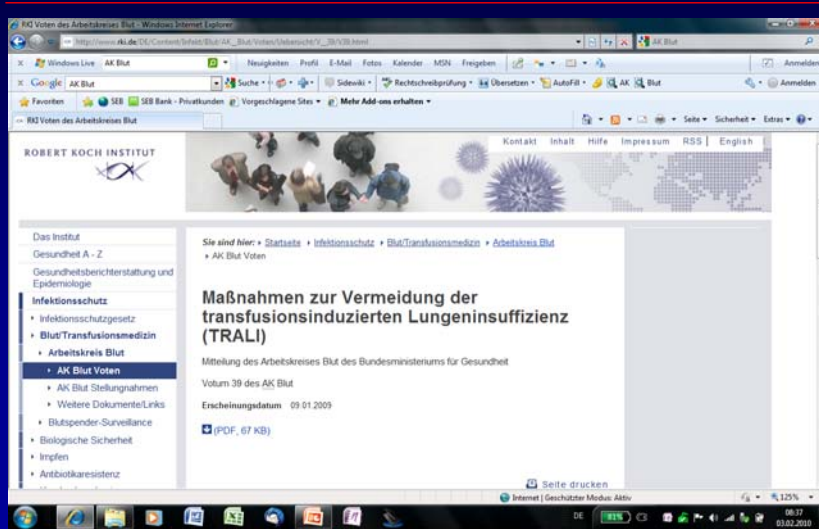 RKI Voten des Arbeitskreises Blut - Windows Internet Explorer
http://www.rki.de/DE/Content/Infekt/Blut/AK_Blut/Voten/Uebersicht/V_39/V39.html
AK Blut
Windows Live AK Blut Neuigkeiten Profil E-Mail Fotos Kalender MSN Freigeben Anmelden
Google AK Blut Suche Sidewiki Rechtschreibprüfung Übersetzen AutoFill AK Blut Anmelden
Favoriten SEB SEB Bank - Privatkunden Vorgeschlagene Sites Mehr Add-ons erhalten
RKI Voten des Arbeitskreises Blut Seite Sicherheit Extras
Kontakt Inhalt Hilfe Impressum RSS | English
ROBERT KOCH INSTITUT
Das Institut
Gesundheit A - Z
Gesundheitsberichterstattung und
Epidemiologie
Infektionsschutz
Infektionsschutzgesetz
Blut/Transfusionsmedizin
Arbeitskreis Blut
AK Blut Voten
AK Blut Stellungnahmen
Weitere Dokumente/Links
Blutspender-Surveillance
Biologische Sicherheit
Impfen
Antibiotikaresistenz
Sie sind hier: Startseite Infektionsschutz Blut/Transfusionsmedizin Arbeitskreis Blut
AK Blut Voten
Maßnahmen zur Vermeidung der
transfusionsinduzierten Lungeninsuffizienz
(TRALI)
Mitteilung des Arbeitskreises Blut des Bundesministeriums für Gesundheit
Votum 39 des AK Blut
Erscheinungsdatum 09.01.2009
(PDF, 67 KB)
Seite drucken
Internet | Geschützter Modus: Aktiv 125%
DE 91% 08:37
03.02.2010